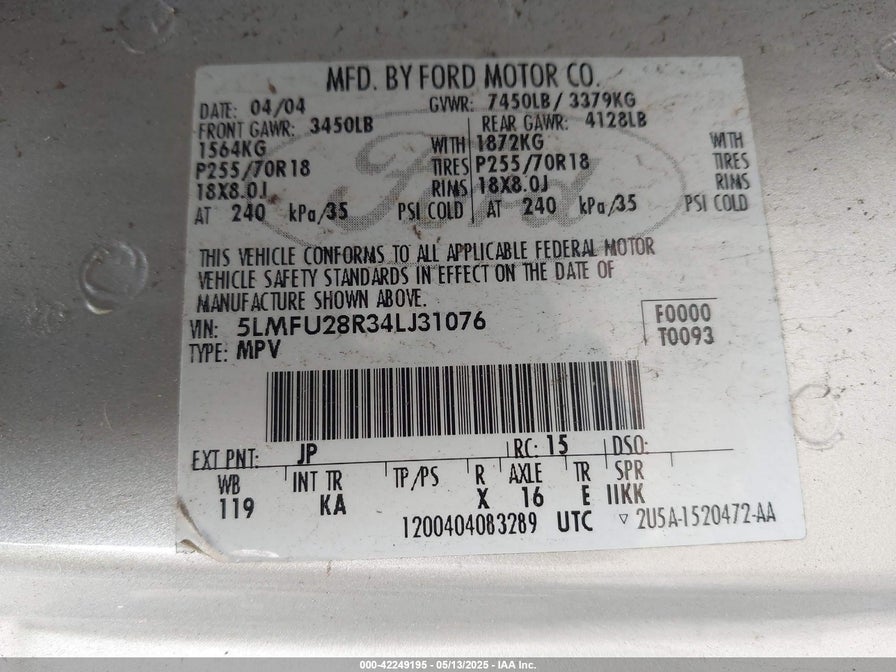 MFD. BY FORD MOTOR CO.
DATE: 04/04 GVWR: 7450LB/ 3379KG
FRONT GAWR: 3450LB REAR GAWR: 4128LB
1564KG WITH 1872KG WITH
P255/70R18 TIRES P255/70R18 TIRES
18X8.0J RIMS 18X8.0J RIMS
AT 240 kPa/35 PSI COLD AT 240 kPa/35 PSI COLD
THIS VEHICLE CONFORMS TO ALL APPLICABLE FEDERAL MOTOR
VEHICLE SAFETY STANDARDS IN EFFECT ON THE DATE OF
MANUFACTURE SHOWN ABOVE.
VIN: 5LMFU28R34LJ31076 F0000
TYPE: MPV T0093
EXT PNT: JP RC: 15 DSO:
WB INT TR TP/PS R AXLE TR SPR
119 KA X 16 E IIKK
1200404083289 UTC ▽ 2U5A-1520472-AA
Ford
000-42249195 - 05/13/2025 - IAA Inc.